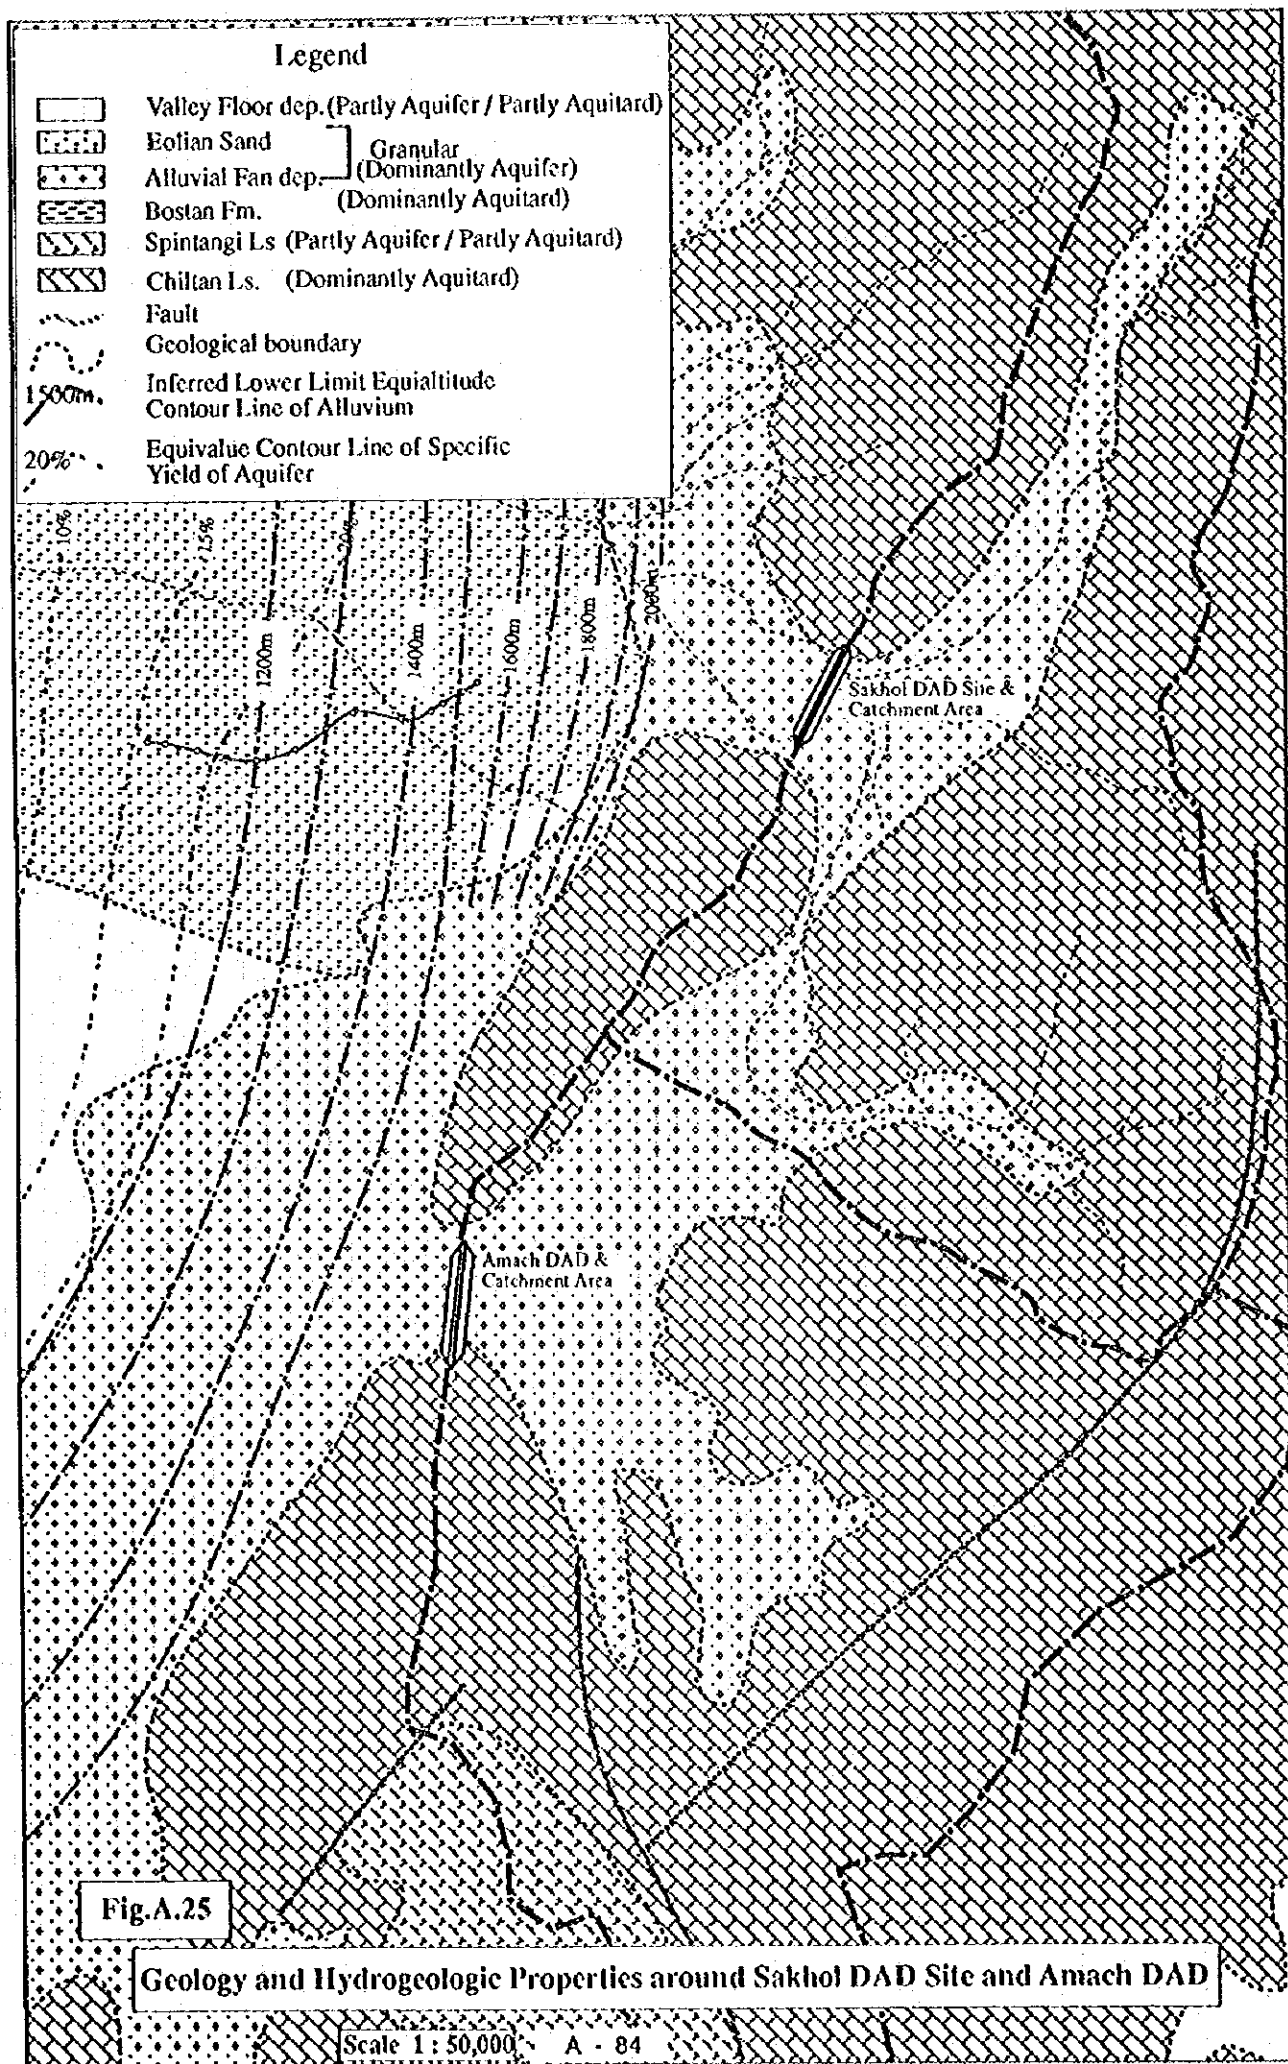 Legend
Valley Floor dep. (Partly Aquifer / Partly Aquitard)
Eolian Sand
Granular
(Dominantly Aquifer)
Alluvial Fan dep.
(Dominantly Aquitard)
Bostan Fm.
Spintangi Ls (Partly Aquifer / Partly Aquitard)
Chiltan Ls. (Dominantly Aquitard)
Fault
Geological boundary
1500m
Inferred Lower Limit Equialtitude
Contour Line of Alluvium
20%
Equivalue Contour Line of Specific
Yield of Aquifer
10%
15%
20%
1200m
1400m
1600m
1800m
2000m
Sakhol DAD Site &
Catchment Area
Amach DAD &
Catchment Area
Fig.A.25
Geology and Hydrogeologic Properties around Sakhol DAD Site and Amach DAD
Scale 1 : 50,000
A - 84